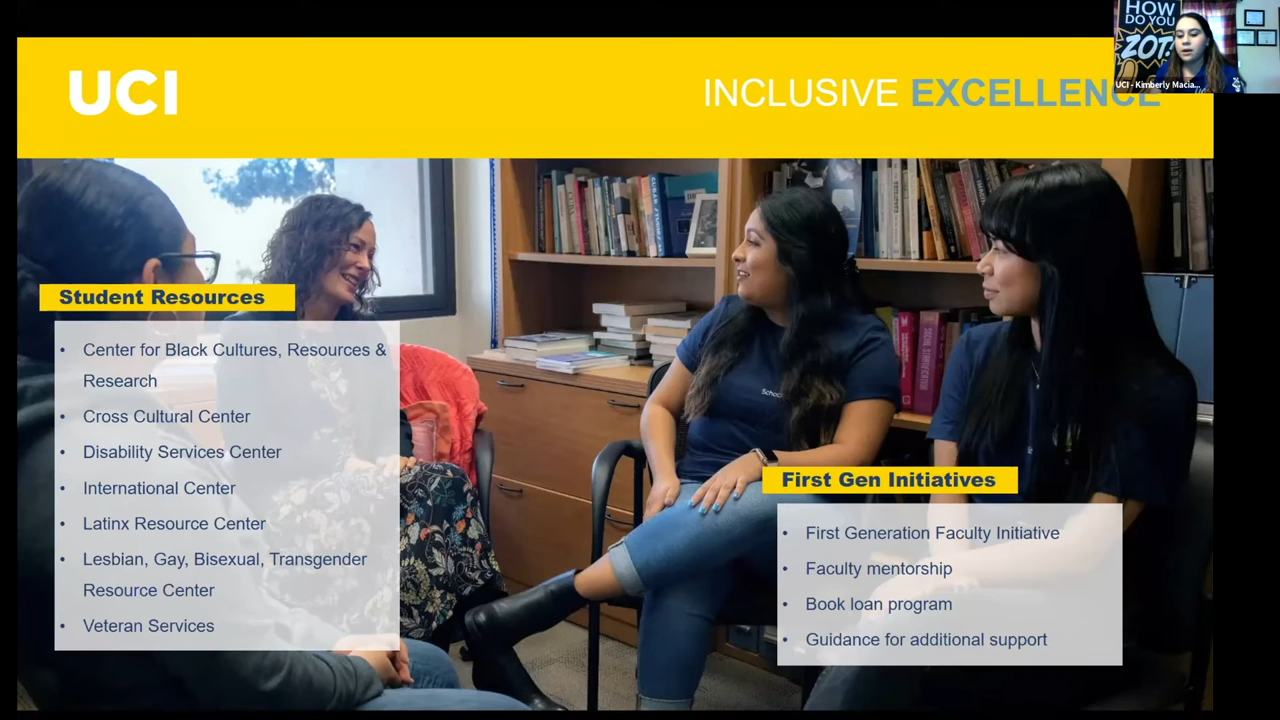 UCI
INCLUSIVE EXCELLENCE
HOW
DO YOU
ZOT!
UCI - Kimberly Macia...
Student Resources
• Center for Black Cultures, Resources &
Research
• Cross Cultural Center
• Disability Services Center
• International Center
• Latinx Resource Center
• Lesbian, Gay, Bisexual, Transgender
Resource Center
• Veteran Services
School
First Gen Initiatives
• First Generation Faculty Initiative
• Faculty mentorship
• Book loan program
• Guidance for additional support